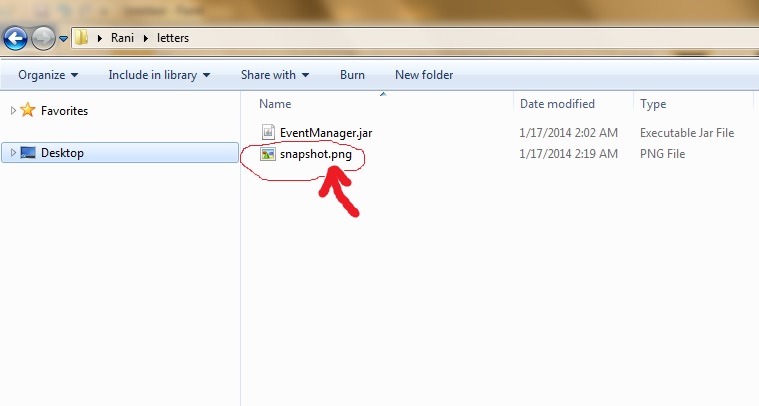 Rani letters
Organize Include in library Share with Burn New folder
Favorites
Desktop
Name Date modified Type
EventManager.jar 1/17/2014 2:02 AM Executable Jar File
snapshot.png 1/17/2014 2:19 AM PNG File